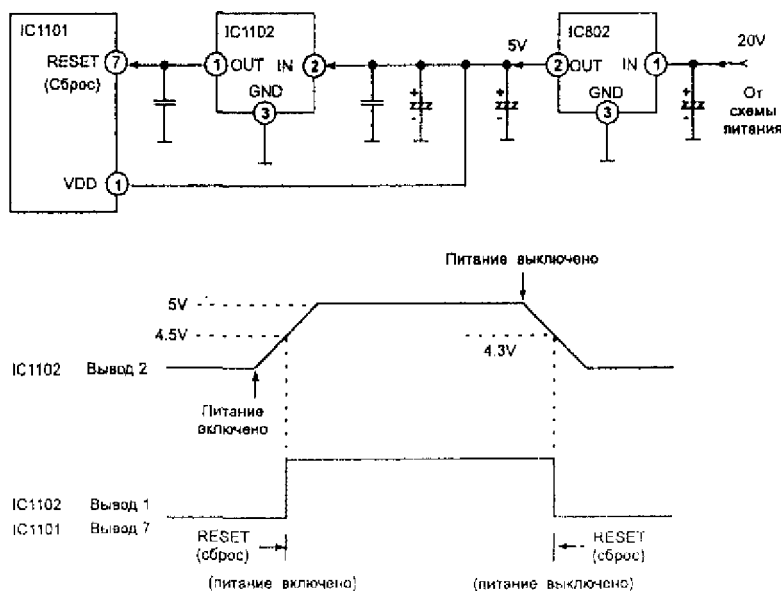 IC1101
IC1102
IC802
RESET
(Сброс)
7
1
OUT
IN
2
5V
2
OUT
IN
1
20V
GND
3
GND
3
От
схемы
питания
VDD
1
+
-
+
-
+
-
Питание выключено
5V
4.5V
4.3V
IC1102 Вывод 2
Питание
включено
IC1102 Вывод 1
IC1101 Вывод 7
RESET
(сброс)
RESET
(сброс)
(питание включено)
(питание выключено)